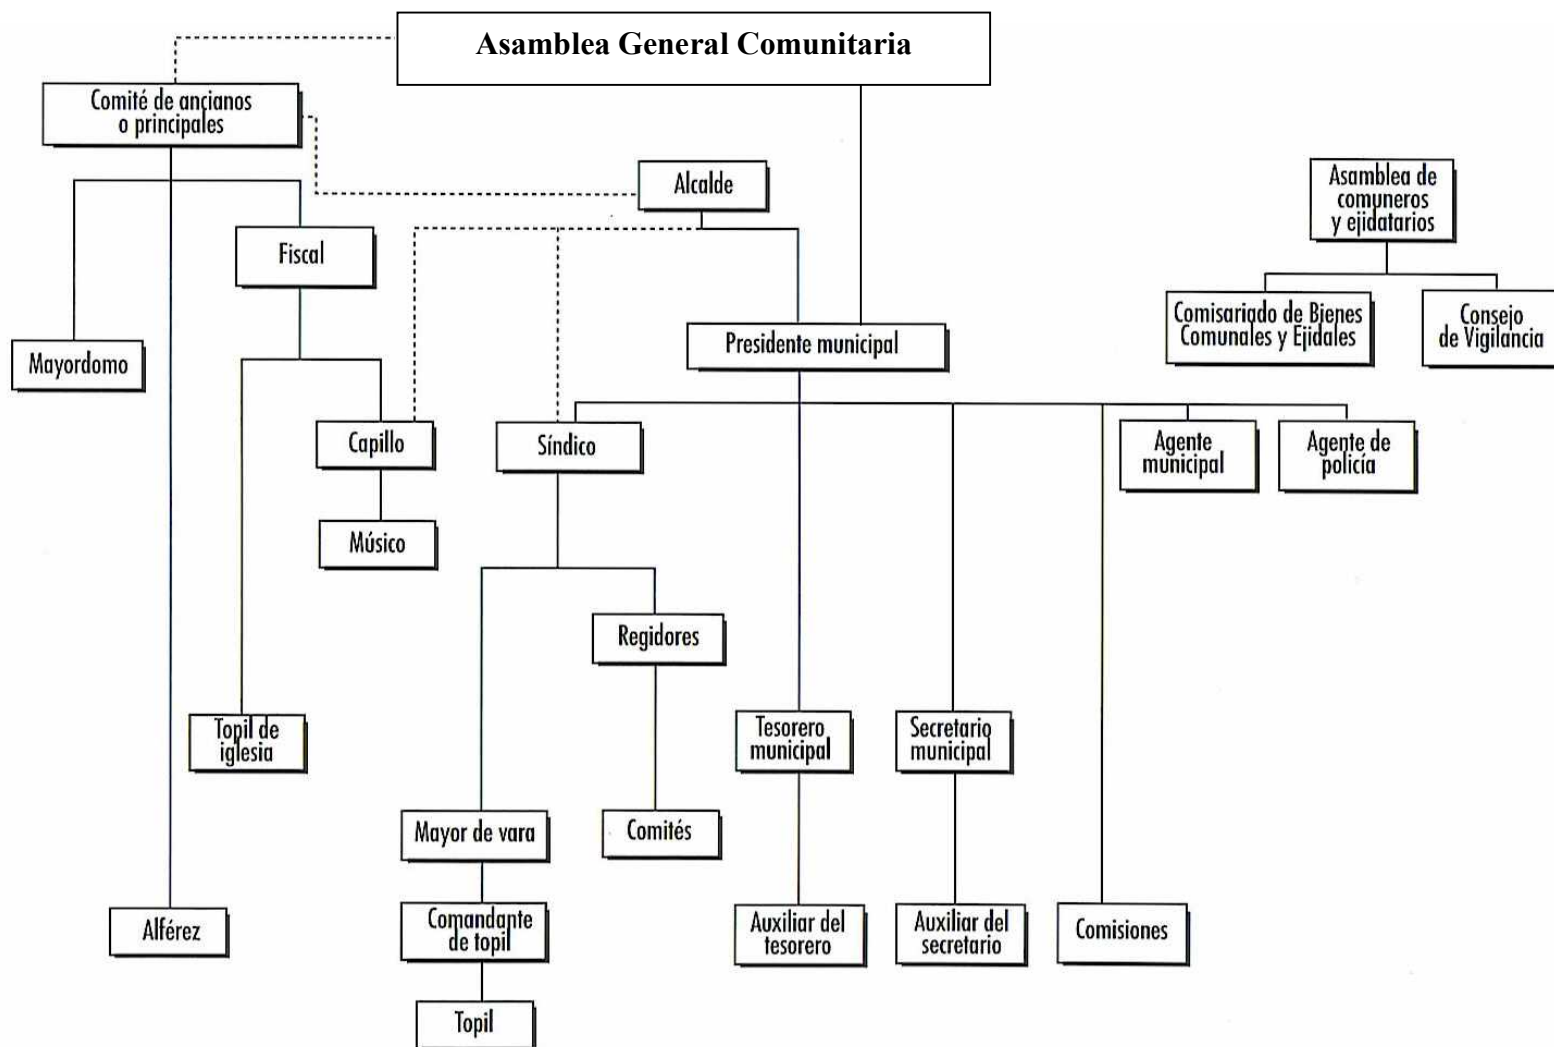 Asamblea General Comunitaria
Comité de ancianos
o principales
Alcalde
Asamblea de
comuneros
y ejidatarios
Fiscal
Comisariado de Bienes
Comunales y Ejidales
Consejo
de Vigilancia
Presidente municipal
Mayordomo
Capillo
Síndico
Agente
municipal
Agente de
policía
Músico
Regidores
Topil de
iglesia
Tesorero
municipal
Secretario
municipal
Mayor de vara
Comités
Alférez
Comandante
de topil
Auxiliar del
tesorero
Auxiliar del
secretario
Comisiones
Topil